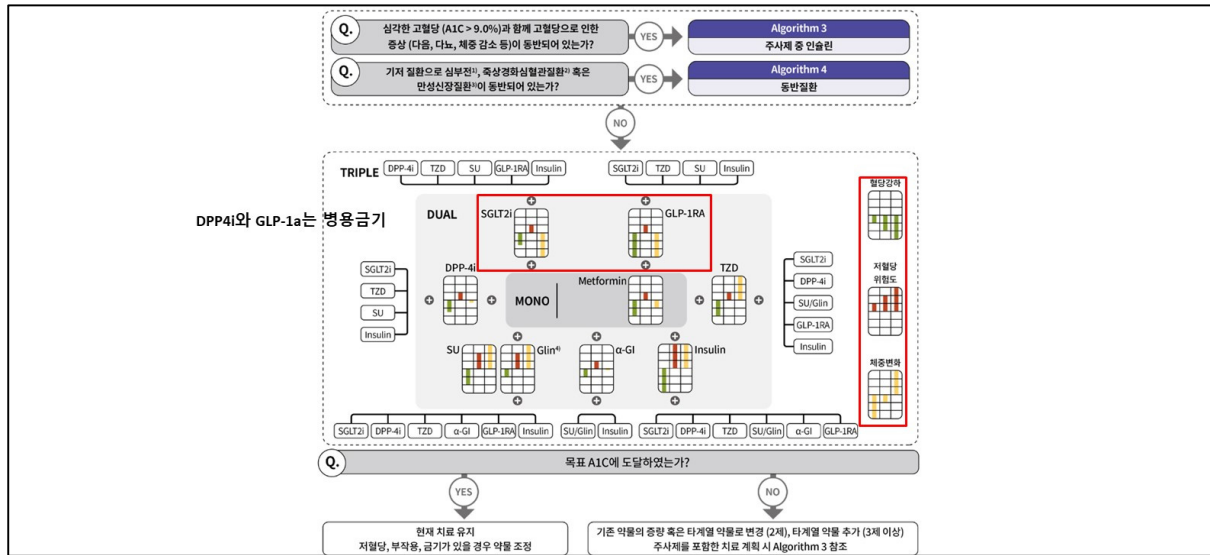 Q.
심각한 고혈당 (A1C > 9.0%)과 함께 고혈당으로 인한
증상 (다음, 다뇨, 체중 감소 등)이 동반되어 있는가?
YES
Algorithm 3
주사제 중 인슐린
Q.
기저 질환으로 심부전1), 죽상경화심혈관질환2) 혹은
만성신장질환3)이 동반되어 있는가?
YES
Algorithm 4
동반질환
NO
TRIPLE
DPP-4i TZD SU GLP-1RA Insulin
SGLT2i TZD SU Insulin
DPP4i와 GLP-1a는 병용금기
DUAL
SGLT2i
GLP-1RA
혈당강하
저혈당
위험도
체중변화
SGLT2i
TZD
SU
Insulin
DPP-4i
MONO
Metformin
TZD
SGLT2i
DPP-4i
SU/Glin
GLP-1RA
Insulin
SU
Glin4)
α-GI
Insulin
SGLT2i DPP-4i TZD α-GI GLP-1RA Insulin
SU/Glin Insulin
SGLT2i DPP-4i TZD SU/Glin α-GI GLP-1RA
Q.
목표 A1C에 도달하였는가?
YES
현재 치료 유지
저혈당, 부작용, 금기가 있을 경우 약물 조정
NO
기존 약물의 증량 혹은 타계열 약물로 변경 (2제), 타계열 약물 추가 (3제 이상)
주사제를 포함한 치료 계획 시 Algorithm 3 참조